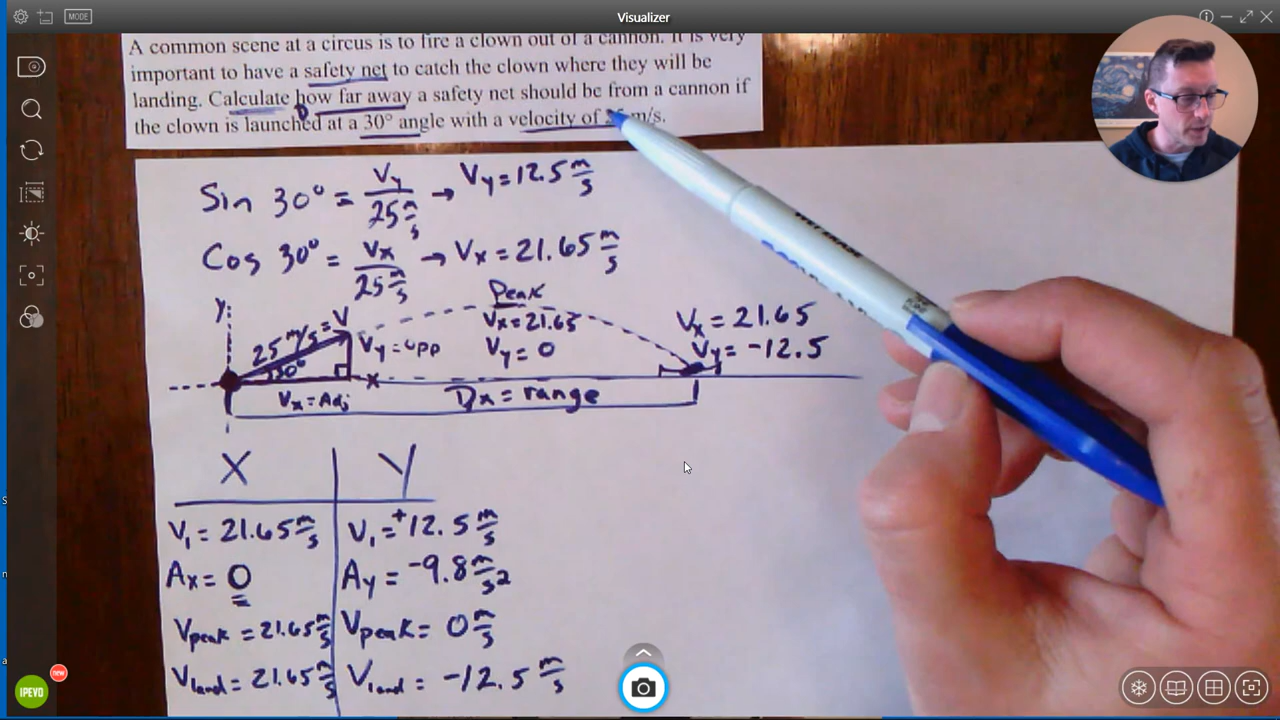 MODE
Visualizer
A common scene at a circus is to fire a clown out of a cannon. It is very
important to have a safety net to catch the clown where they will be
landing. Calculate how far away a safety net should be from a cannon if
the clown is launched at a 30° angle with a velocity of m/s.
Sin 30° = Vy / 25 m/s → Vy = 12.5 m/s
Cos 30° = Vx / 25 m/s → Vx = 21.65 m/s
y
Peak
25 m/s = V
Vx = 21.65
Vx = 21.65
30°
Vy = opp
Vy = 0
Vy = -12.5
x
Vx = Adj
Dx = range
X Y
V1 = 21.65 m/s V1 = +12.5 m/s
Ax = 0 Ay = -9.8 m/s2
Vpeak = 21.65 m/s Vpeak = 0 m/s
Vland = 21.65 m/s Vland = -12.5 m/s
new
IPEVO